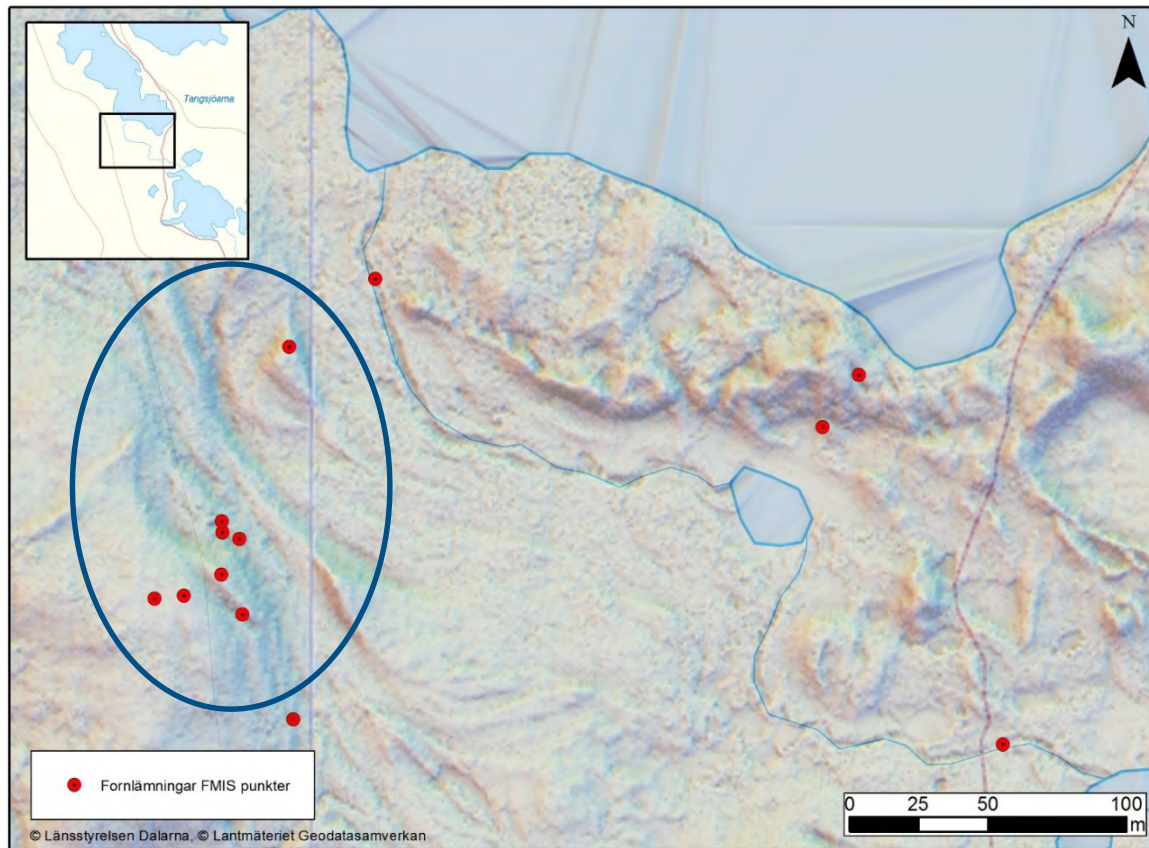 Tangsjöarna
N
Fornlämningar FMIS punkter
0 25 50 100
m
© Länsstyrelsen Dalarna, © Lantmäteriet Geodatasamverkan